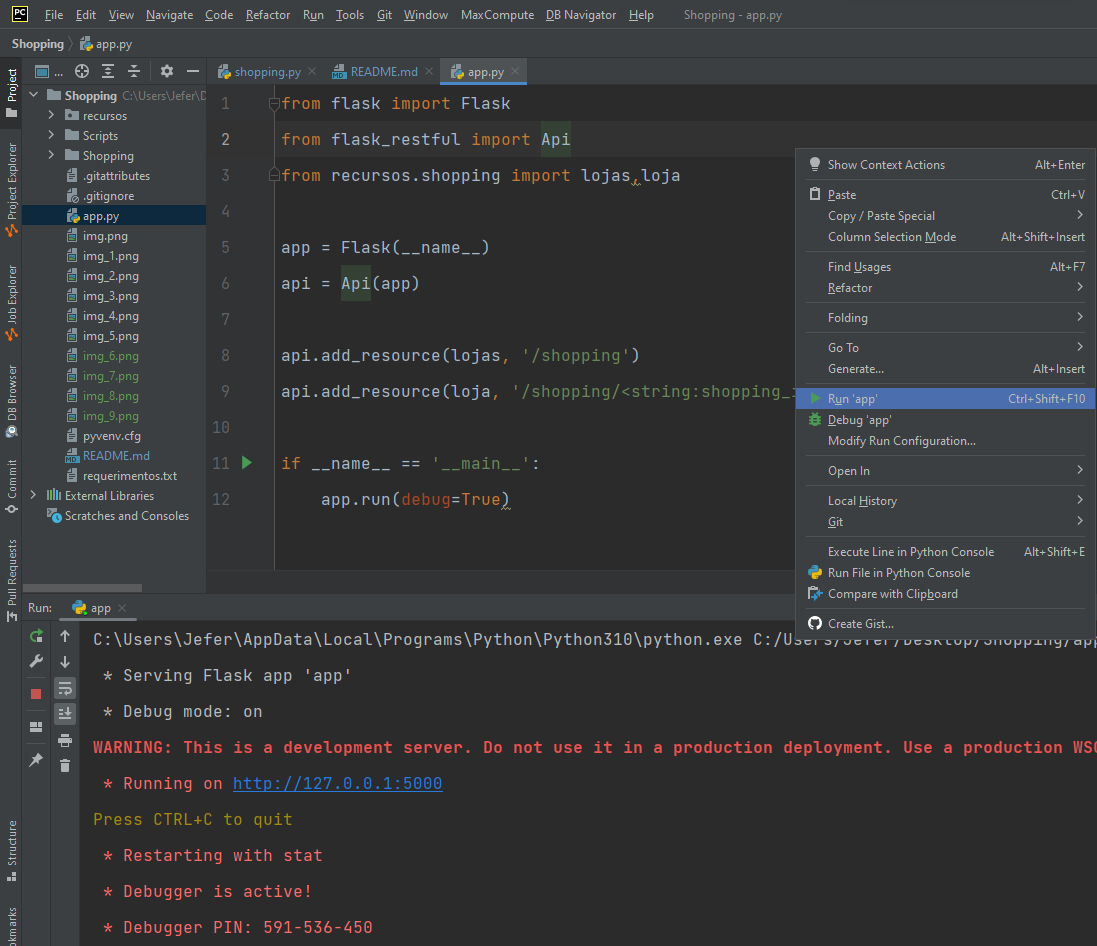 PC File Edit View Navigate Code Refactor Run Tools Git Window MaxCompute DB Navigator Help Shopping - app.py
Shopping app.py
Project
Project Explorer
Job Explorer
DB Browser
Commit
Pull Requests
Structure
...
Shopping C:\Users\Jefer\D
recursos
Scripts
Shopping
.gitattributes
.gitignore
app.py
img.png
img_1.png
img_2.png
img_3.png
img_4.png
img_5.png
img_6.png
img_7.png
img_8.png
img_9.png
pyvenv.cfg
README.md
requerimentos.txt
External Libraries
Scratches and Consoles
shopping.py README.md app.py
1 from flask import Flask
2 from flask_restful import Api
3 from recursos.shopping import lojas,loja
4
5 app = Flask(__name__)
6 api = Api(app)
7
8 api.add_resource(lojas, '/shopping')
9 api.add_resource(loja, '/shopping/<string:shopping_
10
11 if __name__ == '__main__':
12 app.run(debug=True)
Show Context Actions Alt+Enter
Paste Ctrl+V
Copy / Paste Special
Column Selection Mode Alt+Shift+Insert
Find Usages Alt+F7
Refactor
Folding
Go To
Generate... Alt+Insert
Run 'app' Ctrl+Shift+F10
Debug 'app'
Modify Run Configuration...
Open In
Local History
Git
Execute Line in Python Console Alt+Shift+E
Run File in Python Console
Compare with Clipboard
Create Gist...
Run: app
C:\Users\Jefer\AppData\Local\Programs\Python\Python310\python.exe C:/Users/Jefer/Desktop/Shopping/app
* Serving Flask app 'app'
* Debug mode: on
WARNING: This is a development server. Do not use it in a production deployment. Use a production WSG
* Running on http://127.0.0.1:5000
Press CTRL+C to quit
* Restarting with stat
* Debugger is active!
* Debugger PIN: 591-536-450